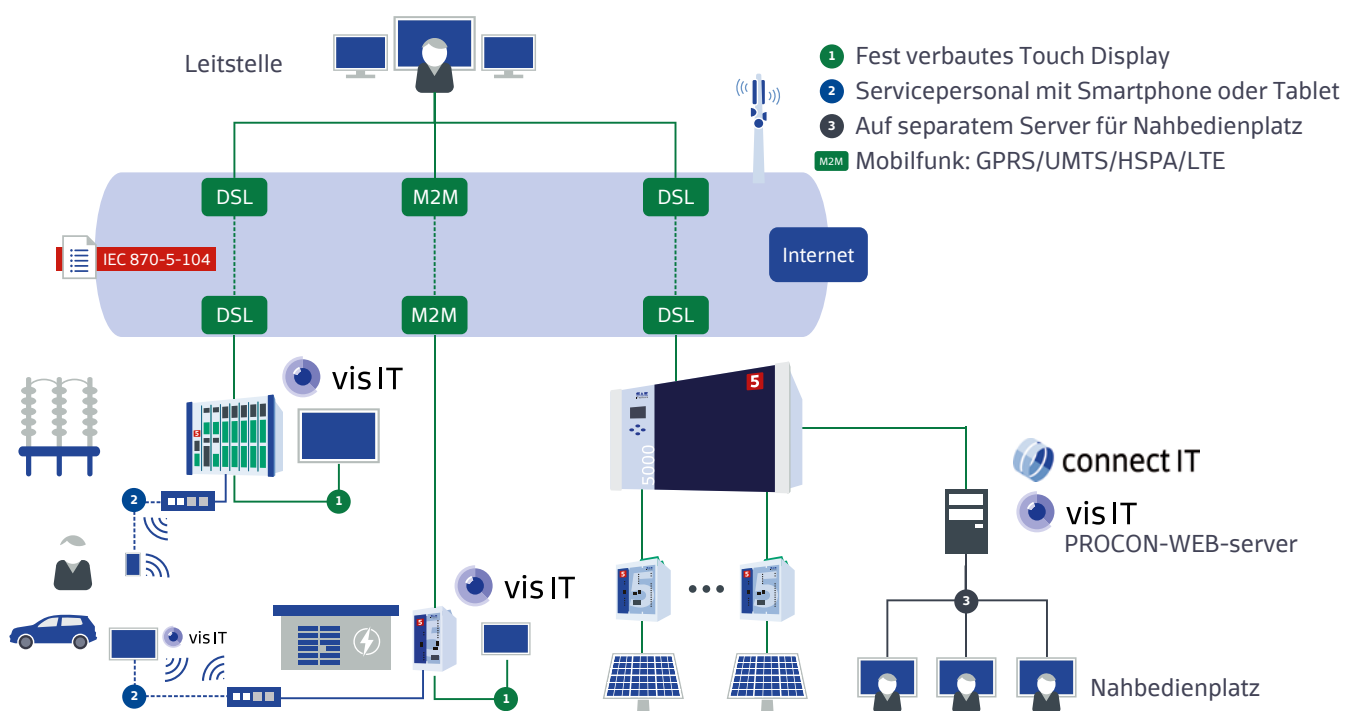 Leitstelle
1 Fest verbautes Touch Display
2 Servicepersonal mit Smartphone oder Tablet
3 Auf separatem Server für Nahbedienplatz
M2M Mobilfunk: GPRS/UMTS/HSPA/LTE
DSL
M2M
DSL
IEC 870-5-104
Internet
DSL
M2M
DSL
vis IT
5
5000
connect IT
vis IT
PROCON-WEB-server
2
1
vis IT
3
vis IT
2
1
Nahbedienplatz